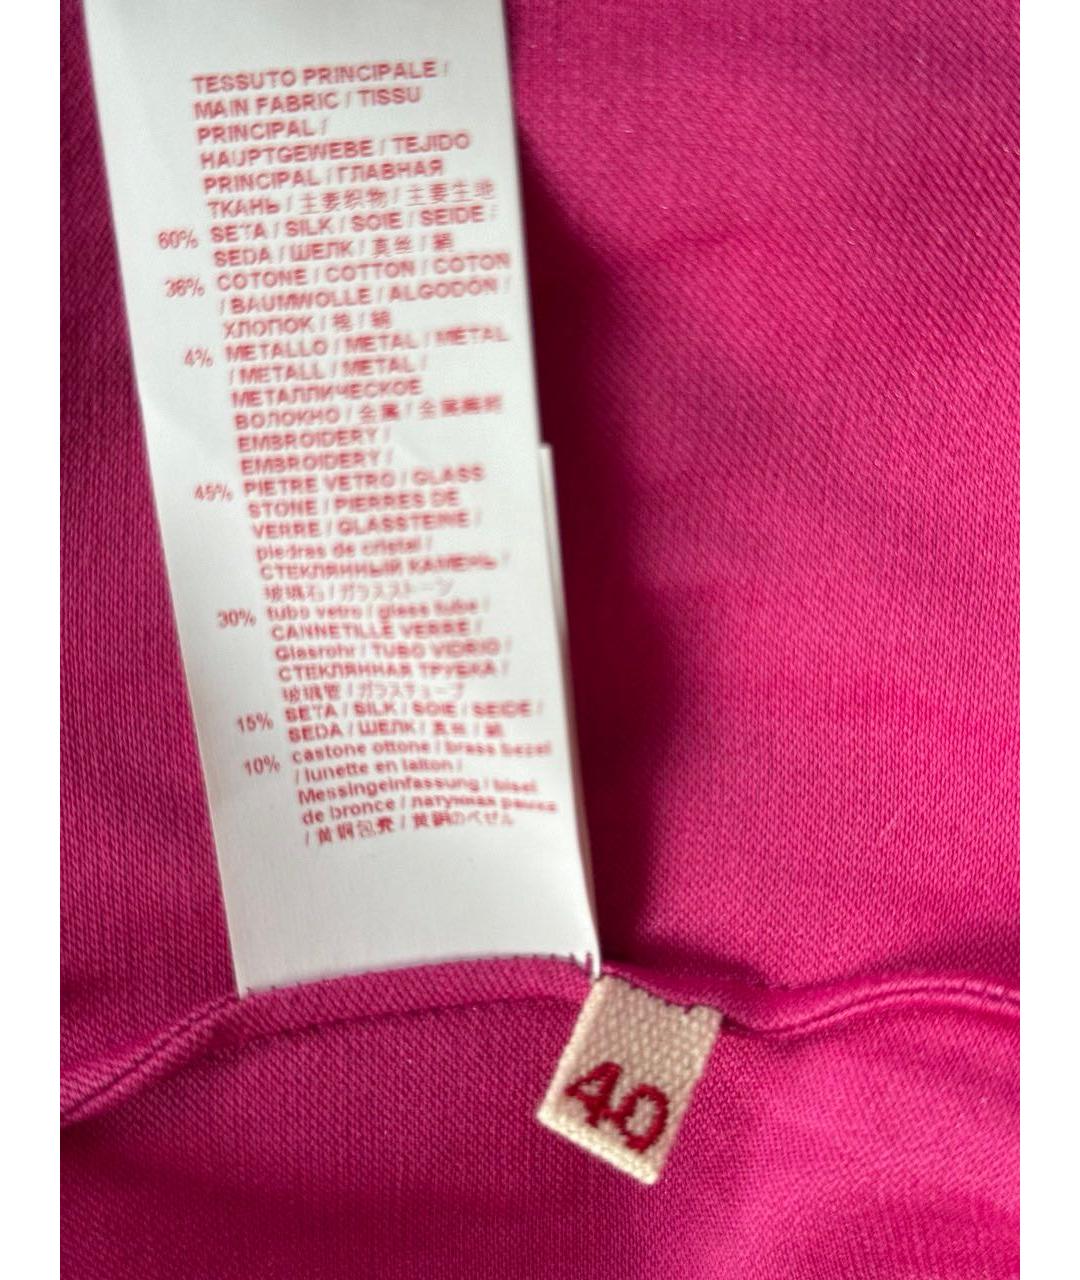 TESSUTO PRINCIPALE /
MAIN FABRIC / TISSU
PRINCIPAL /
HAUPTGEWEBE / TEJIDO
PRINCIPAL / ГЛАВНАЯ
ТКАНЬ / 主要织物 / 主要生地
60% SETA / SILK / SOIE / SEIDE /
SEDA / ШЕЛК / 真丝 / 絹
36% COTONE / COTTON / COTON
/ BAUMWOLLE / ALGODÓN /
ХЛОПОК / 棉 / 綿
4% METALLO / METAL / MÉTAL
/ METALL / METAL /
МЕТАЛЛИЧЕСКОЕ
ВОЛОКНО / 金属 / 金属繊維
EMBROIDERY /
EMBROIDERY /
45% PIETRE VETRO / GLASS
STONE / PIERRES DE
VERRE / GLASSTEINE /
piedras de cristal /
СТЕКЛЯННЫЙ КАМЕНЬ /
玻璃石 / ガラスストーン
30% tubo vetro / glass tube /
CANNETILLE VERRE /
Glasrohr / TUBO VIDRIO /
СТЕКЛЯННАЯ ТРУБКА /
玻璃管 / ガラスチューブ
15% SETA / SILK / SOIE / SEIDE /
SEDA / ШЕЛК / 真丝 / 絹
10% castone ottone / brass bezel
/ lunette en laiton /
Messingeinfassung / bisel
de bronce / латунная рамка
/ 黄铜包爪 / 黄銅のベゼル
40